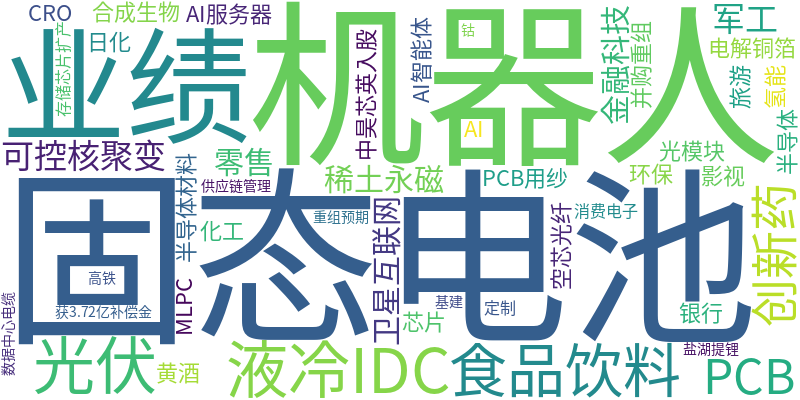 CRO
合成生物
AI服务器
机器人
业绩
日化
存储芯片扩产
中昊芯英入股
AI智能体
钴
AI
金融科技
并购重组
军工
电解铜箔
旅游
氢能
半导体
可控核聚变
半导体材料
零售
供应链管理
稀土永磁
PCB用纱
光模块
环保
影视
固态电池
重组预期
化工
卫星互联网
空芯光纤
消费电子
创新药
高铁
获3.72亿补偿金
MLPC
基建
定制
芯片
银行
盐湖提锂
数据中心电缆
光伏
黄酒
液冷IDC
食品饮料
PCB